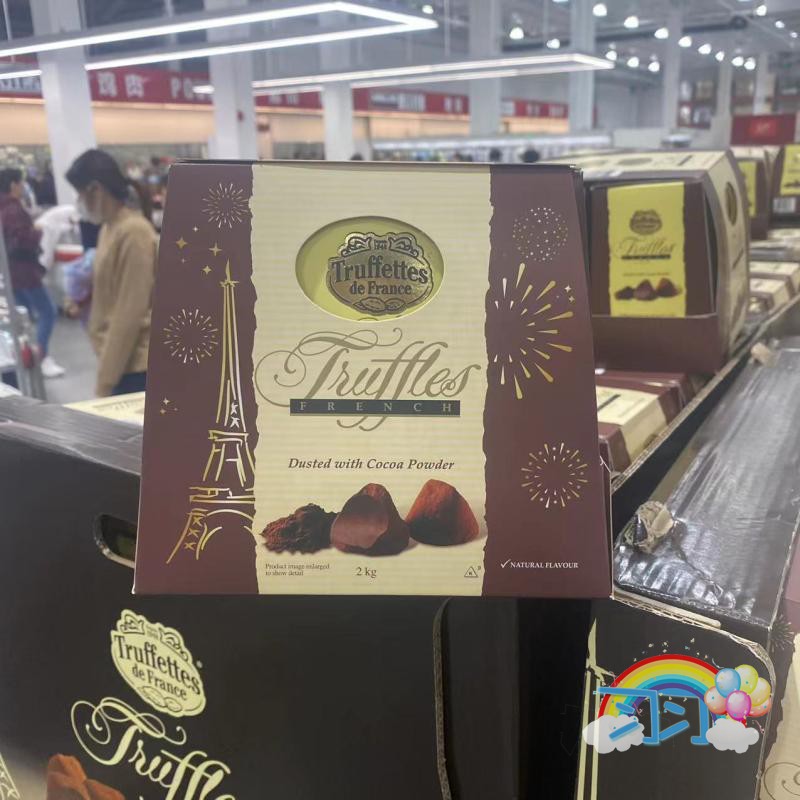 Truffettes
de France
Truffles
FRENCH
Dusted with Cocoa Powder
Product image enlarged
to show detail
2 kg
✓ NATURAL FLAVOUR
Truffettes
de France
Truffettes
de France
Truffles